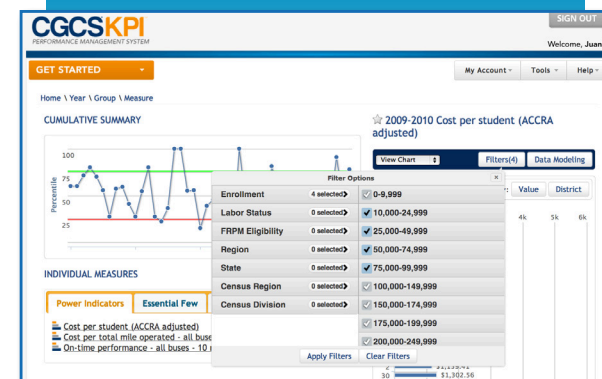 CGCSKPI
PERFORMANCE MANAGEMENT SYSTEM
SIGN OUT
Welcome, Juan
GET STARTED
My Account
Tools
Help
Home \ Year \ Group \ Measure
CUMULATIVE SUMMARY
Percentile
100
75
50
25
2009-2010 Cost per student (ACCRA
adjusted)
View Chart
Filters(4)
Data Modeling
Value
District
4k 5k 6k
Filter Options
Enrollment 4 selected
Labor Status 0 selected
FRPM Eligibility 0 selected
Region 0 selected
State 0 selected
Census Region 0 selected
Census Division 0 selected
0-9,999
10,000-24,999
25,000-49,999
50,000-74,999
75,000-99,999
100,000-149,999
150,000-174,999
175,000-199,999
200,000-249,999
Apply Filters
Clear Filters
INDIVIDUAL MEASURES
Power Indicators
Essential Few
Cost per student (ACCRA adjusted)
Cost per total mile operated - all buse
On-time performance - all buses - 10
30 $1,302.56